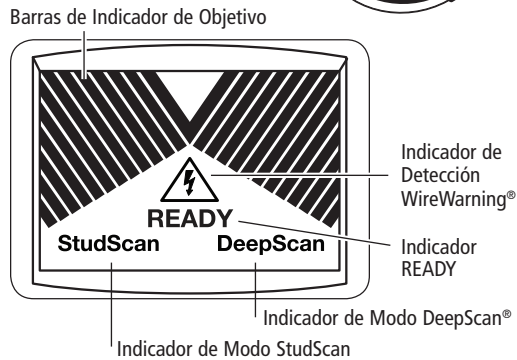 Barras de Indicador de Objetivo
Indicador de
Detección
WireWarning®
READY
StudScan DeepScan
Indicador
READY
Indicador de Modo DeepScan®
Indicador de Modo StudScan